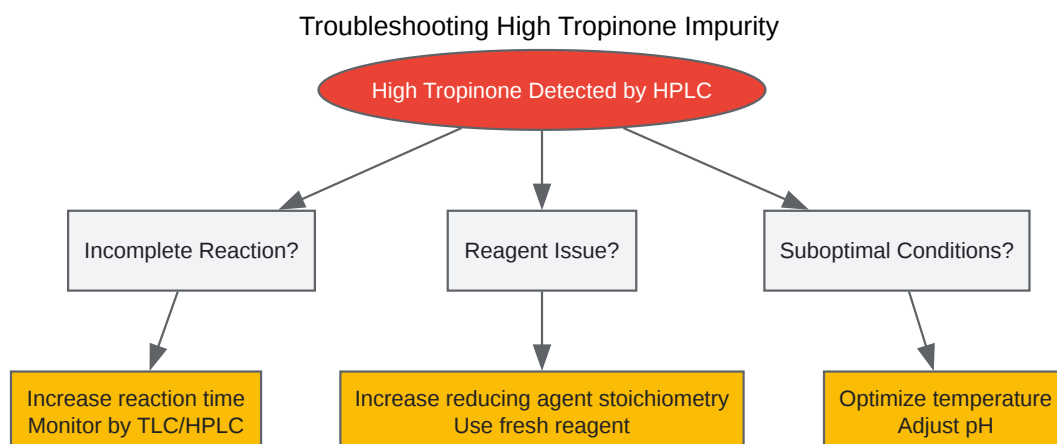 Troubleshooting High Tropinone Impurity
High Tropinone Detected by HPLC
Incomplete Reaction?
Reagent Issue?
Suboptimal Conditions?
Increase reaction time
Monitor by TLC/HPLC
Increase reducing agent stoichiometry
Use fresh reagent
Optimize temperature
Adjust pH